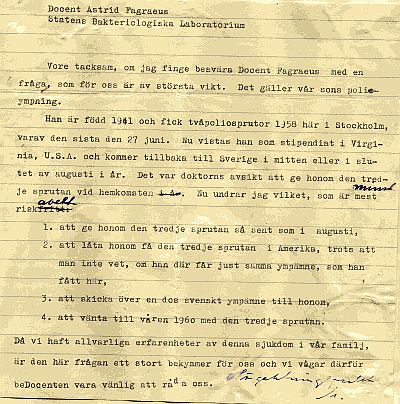 Docent Astrid Fagraeus
Statens Bakteriologiska Laboratorium
Vore tacksam, om jag finge besvära Docent Fagraeus med en
fråga, som för oss är av största vikt. Det gäller vår sons polio-
ympning.
Han är född 1961 och fick tvåpoliosprutor 1958 här i Stockholm,
varav den sista den 27 juni. Nu vistas han som stipendiat i Virgi-
nia, U.S.A. och kommer tillbaka till Sverige i mitten eller i slu-
tet av augusti i år. Det var doktorns avsikt att ge honom den tred-
je sprutan vid hemkomsten i år. Nu undrar jag vilket, som är mest minst
riskfritt: abelt
1. att ge honom den tredje sprutan så sent som i augusti,
2. att låta honom få den tredje sprutan i Amerika, trots att
man inte vet, om han där får just samma ympämne, som han
fått här,
3. att skicka över en dos svenskt ympämne till honom,
4. att vänta till våren 1960 med den tredje sprutan.
Då vi haft allvarliga erfarenheter av denna sjukdom i vår familj,
är den här frågan ett stort bekymmer för oss och vi vågar därför
beDocenten vara vänlig att råda oss.